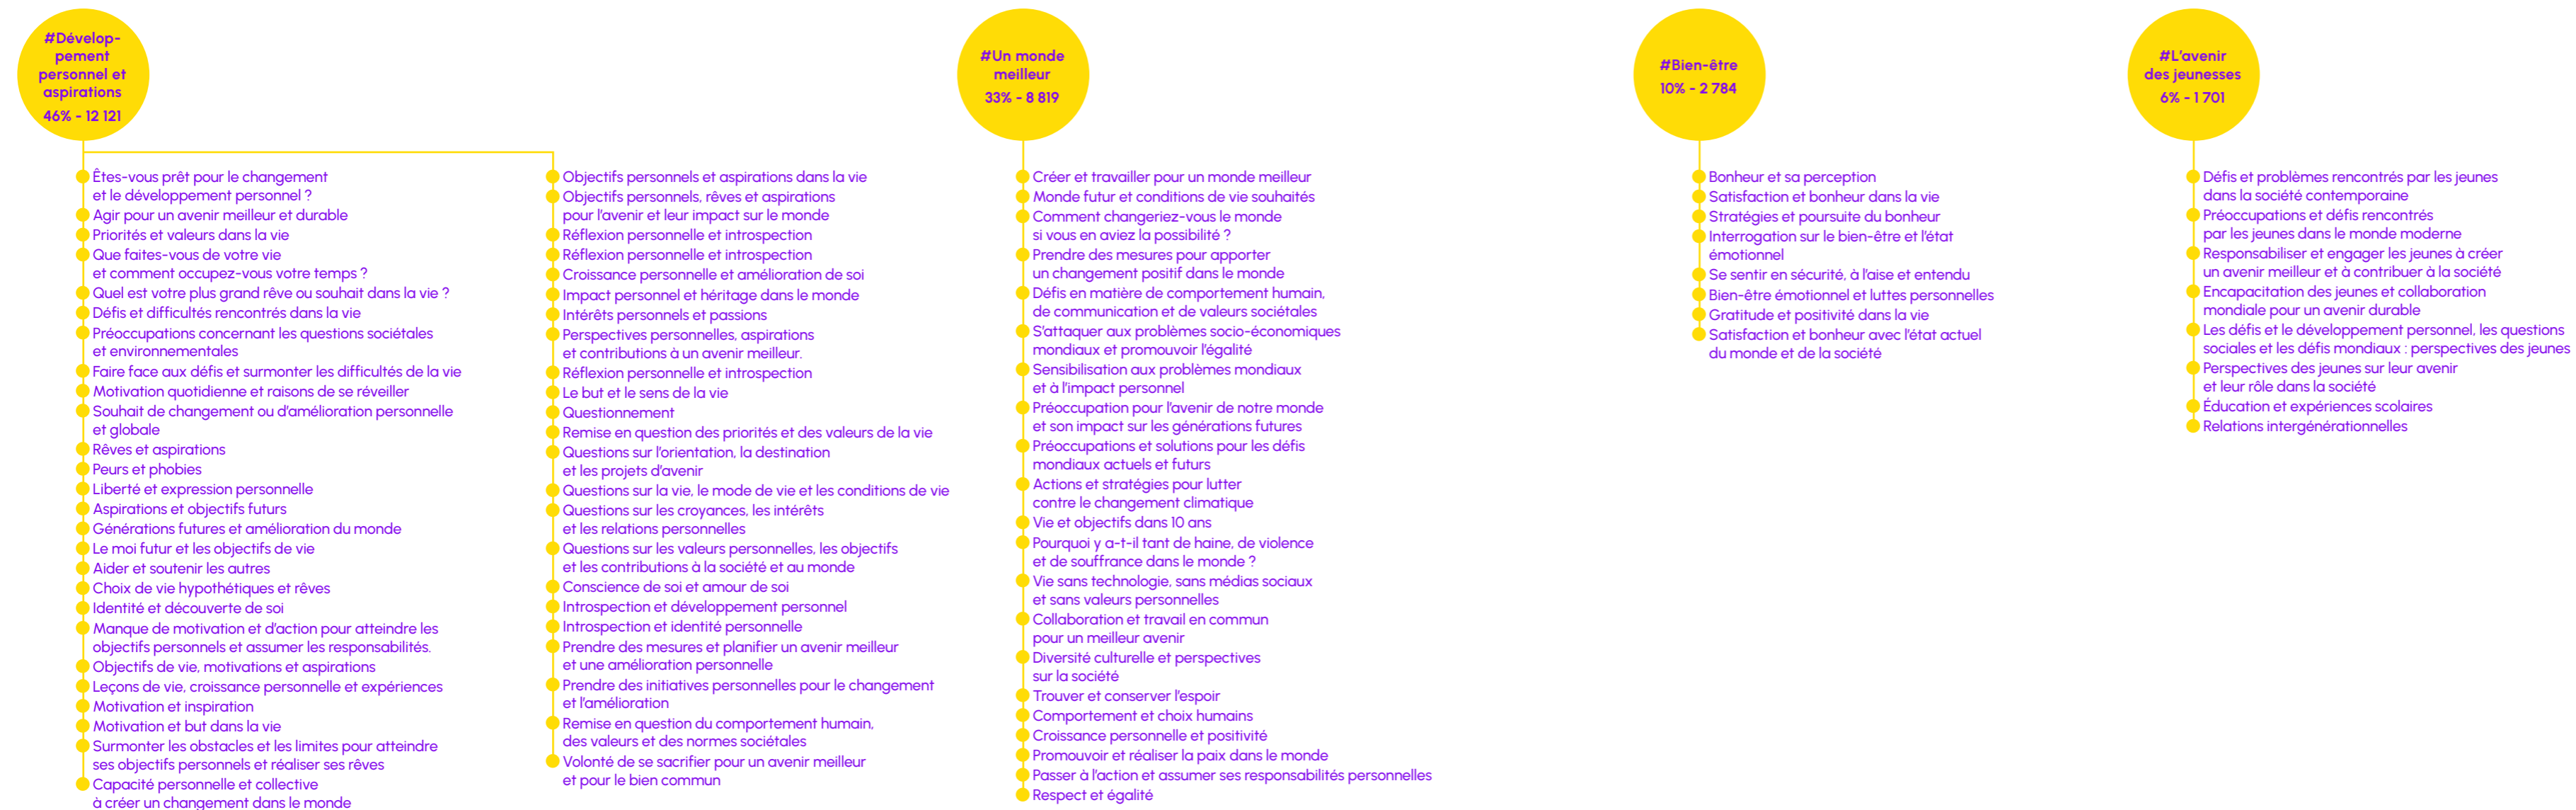 #Dévelop-
pement
personnel et
aspirations
46% - 12 121
Êtes-vous prêt pour le changement
et le développement personnel ?
Agir pour un avenir meilleur et durable
Priorités et valeurs dans la vie
Que faites-vous de votre vie
et comment occupez-vous votre temps ?
Quel est votre plus grand rêve ou souhait dans la vie ?
Défis et difficultés rencontrés dans la vie
Préoccupations concernant les questions sociétales
et environnementales
Faire face aux défis et surmonter les difficultés de la vie
Motivation quotidienne et raisons de se réveiller
Souhait de changement ou d'amélioration personnelle
et globale
Rêves et aspirations
Peurs et phobies
Liberté et expression personnelle
Aspirations et objectifs futurs
Générations futures et amélioration du monde
Le moi futur et les objectifs de vie
Aider et soutenir les autres
Choix de vie hypothétiques et rêves
Identité et découverte de soi
Manque de motivation et d'action pour atteindre les
objectifs personnels et assumer les responsabilités.
Objectifs de vie, motivations et aspirations
Leçons de vie, croissance personnelle et expériences
Motivation et inspiration
Motivation et but dans la vie
Surmonter les obstacles et les limites pour atteindre
ses objectifs personnels et réaliser ses rêves
Capacité personnelle et collective
à créer un changement dans le monde
Objectifs personnels et aspirations dans la vie
Objectifs personnels, rêves et aspirations
pour l'avenir et leur impact sur le monde
Réflexion personnelle et introspection
Réflexion personnelle et introspection
Croissance personnelle et amélioration de soi
Impact personnel et héritage dans le monde
Intérêts personnels et passions
Perspectives personnelles, aspirations
et contributions à un avenir meilleur.
Réflexion personnelle et introspection
Le but et le sens de la vie
Questionnement
Remise en question des priorités et des valeurs de la vie
Questions sur l'orientation, la destination
et les projets d'avenir
Questions sur la vie, le mode de vie et les conditions de vie
Questions sur les croyances, les intérêts
et les relations personnelles
Questions sur les valeurs personnelles, les objectifs
et les contributions à la société et au monde
Conscience de soi et amour de soi
Introspection et développement personnel
Introspection et identité personnelle
Prendre des mesures et planifier un avenir meilleur
et une amélioration personnelle
Prendre des initiatives personnelles pour le changement
et l'amélioration
Remise en question du comportement humain,
des valeurs et des normes sociétales
Volonté de se sacrifier pour un avenir meilleur
et pour le bien commun
#Un monde
meilleur
33% - 8 819
Créer et travailler pour un monde meilleur
Monde futur et conditions de vie souhaités
Comment changeriez-vous le monde
si vous en aviez la possibilité ?
Prendre des mesures pour apporter
un changement positif dans le monde
Défis en matière de comportement humain,
de communication et de valeurs sociétales
S'attaquer aux problèmes socio-économiques
mondiaux et promouvoir l'égalité
Sensibilisation aux problèmes mondiaux
et à l'impact personnel
Préoccupation pour l'avenir de notre monde
et son impact sur les générations futures
Préoccupations et solutions pour les défis
mondiaux actuels et futurs
Actions et stratégies pour lutter
contre le changement climatique
Vie et objectifs dans 10 ans
Pourquoi y a-t-il tant de haine, de violence
et de souffrance dans le monde ?
Vie sans technologie, sans médias sociaux
et sans valeurs personnelles
Collaboration et travail en commun
pour un meilleur avenir
Diversité culturelle et perspectives
sur la société
Trouver et conserver l'espoir
Comportement et choix humains
Croissance personnelle et positivité
Promouvoir et réaliser la paix dans le monde
Passer à l'action et assumer ses responsabilités personnelles
Respect et égalité
#Bien-être
10% - 2 784
Bonheur et sa perception
Satisfaction et bonheur dans la vie
Stratégies et poursuite du bonheur
Interrogation sur le bien-être et l'état
émotionnel
Se sentir en sécurité, à l'aise et entendu
Bien-être émotionnel et luttes personnelles
Gratitude et positivité dans la vie
Satisfaction et bonheur avec l'état actuel
du monde et de la société
#L'avenir
des jeunesses
6% - 1 701
Défis et problèmes rencontrés par les jeunes
dans la société contemporaine
Préoccupations et défis rencontrés
par les jeunes dans le monde moderne
Responsabiliser et engager les jeunes à créer
un avenir meilleur et à contribuer à la société
Encapacitation des jeunes et collaboration
mondiale pour un avenir durable
Les défis et le développement personnel, les questions
sociales et les défis mondiaux : perspectives des jeunes
Perspectives des jeunes sur leur avenir
et leur rôle dans la société
Éducation et expériences scolaires
Relations intergénérationnelles